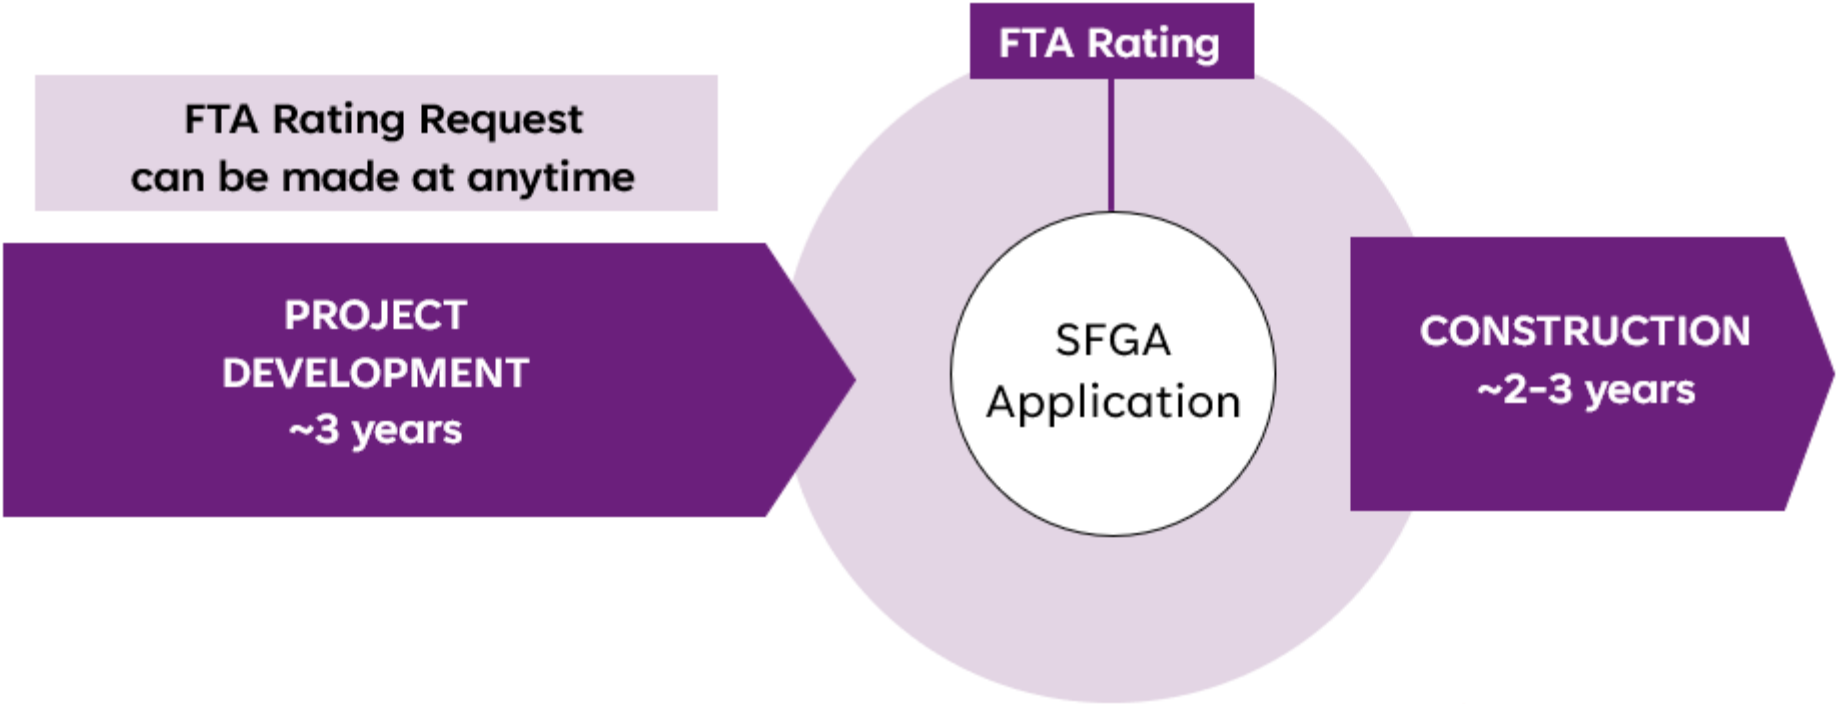 FTA Rating Request
can be made at anytime
PROJECT
DEVELOPMENT
~3 years
FTA Rating
SFGA
Application
CONSTRUCTION
~2-3 years